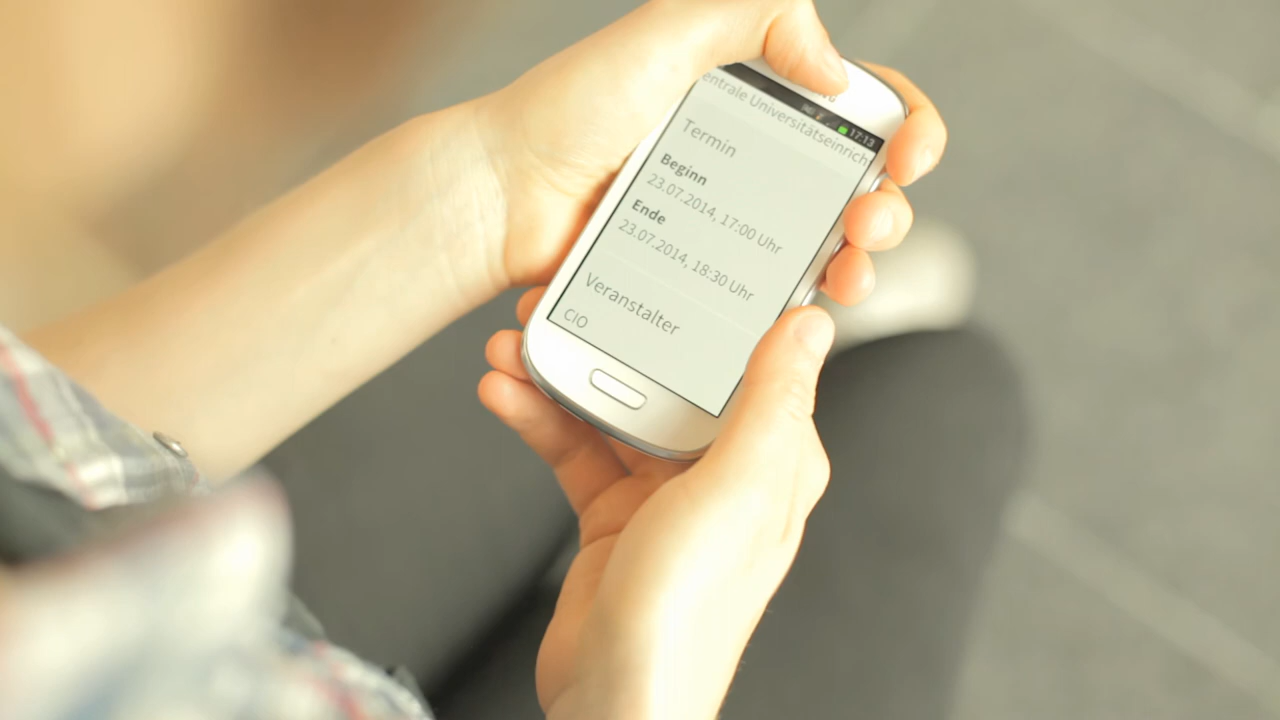 17:13
entrale Universitätseinrich
Termin
Beginn
23.07.2014, 17:00 Uhr
Ende
23.07.2014, 18:30 Uhr
Veranstalter
CIO